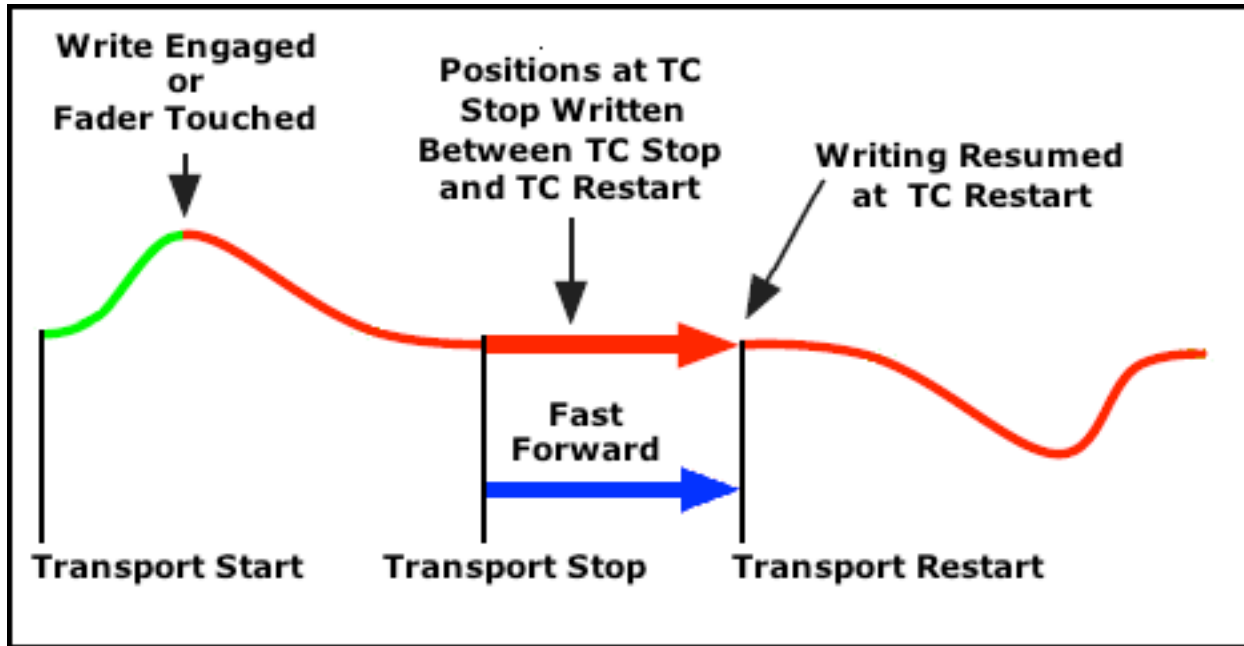 Write Engaged
or
Fader Touched
Positions at TC
Stop Written
Between TC Stop
and TC Restart
Writing Resumed
at TC Restart
Fast
Forward
Transport Start
Transport Stop
Transport Restart